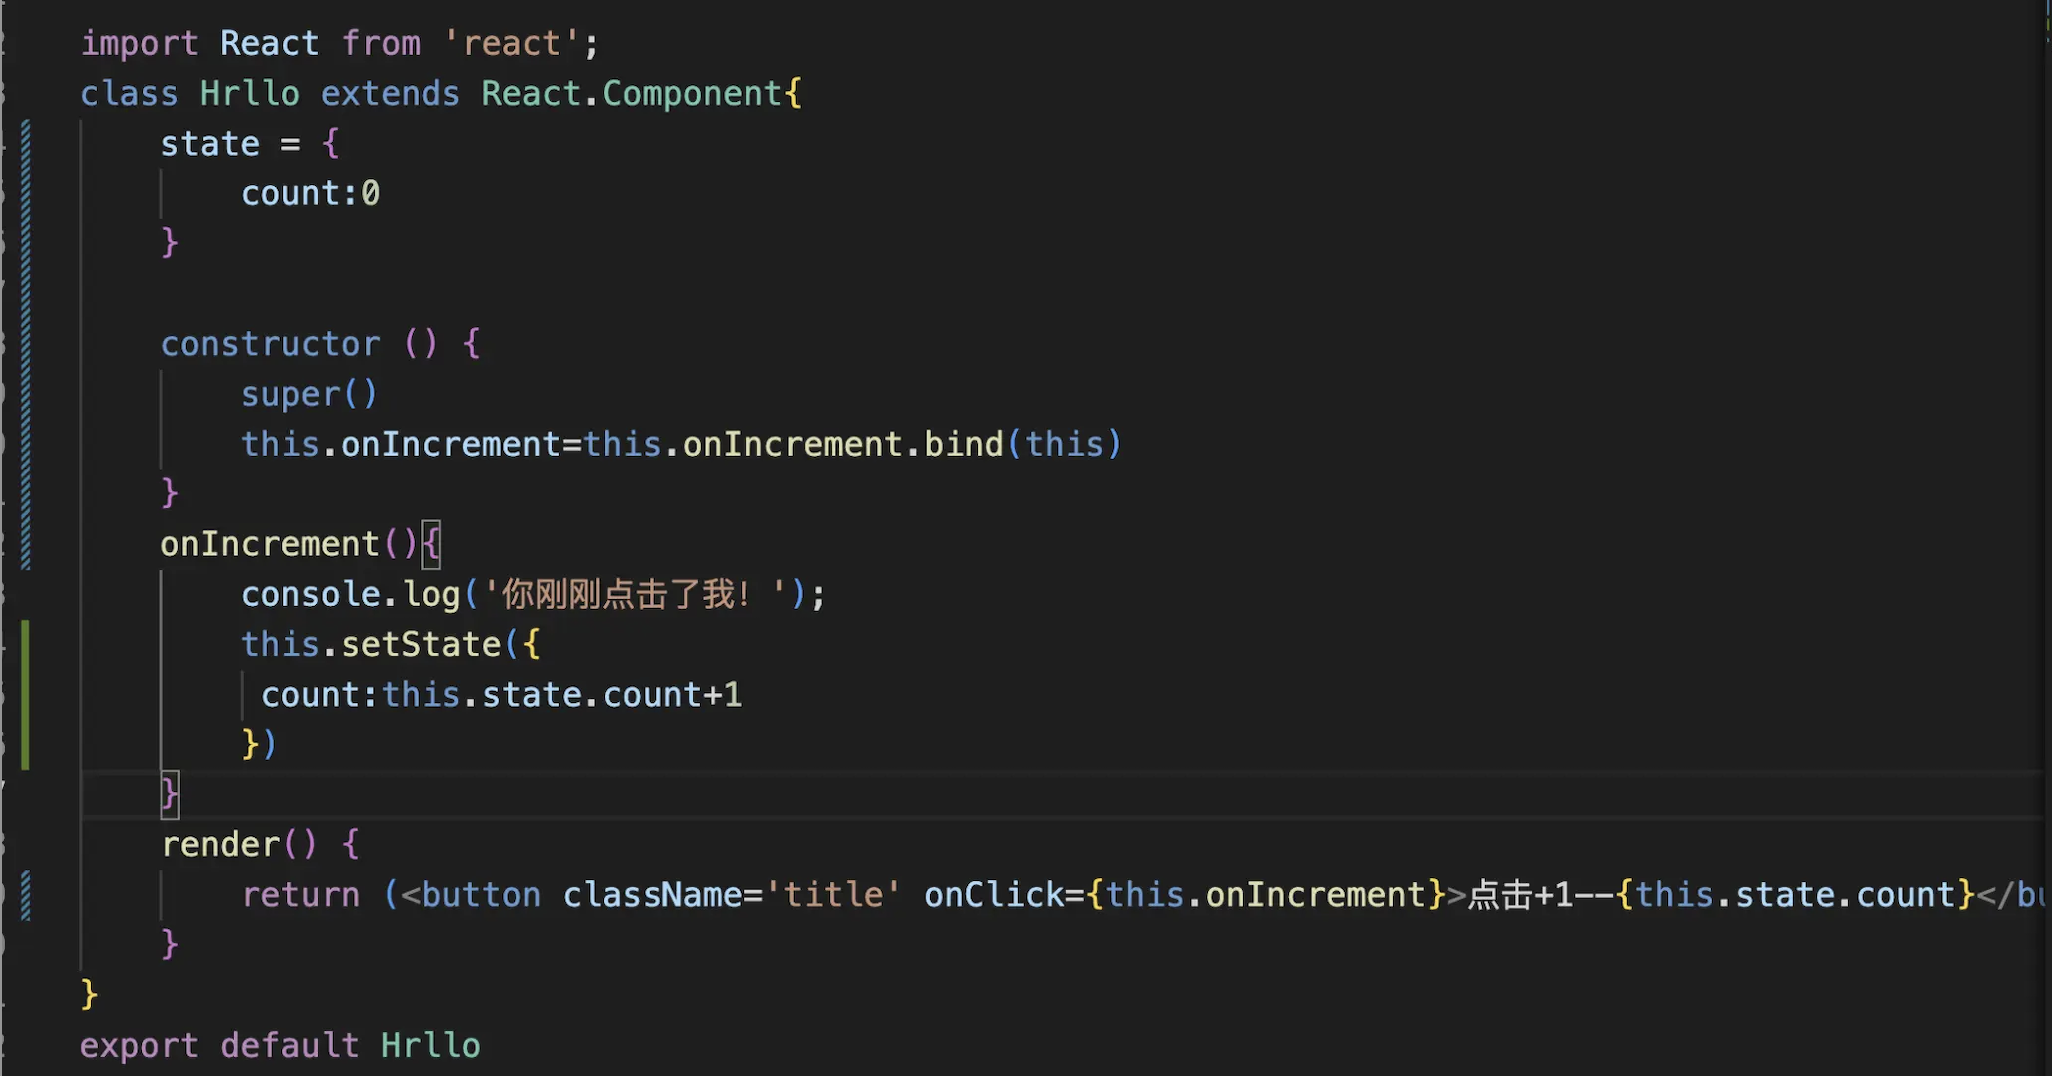 import React from 'react';
class Hrllo extends React.Component{
    state = {
        count:0
    }
    constructor () {
        super()
        this.onIncrement=this.onIncrement.bind(this)
    }
    onIncrement(){
        console.log('你刚刚点击了我！');
        this.setState({
         count:this.state.count+1
        })
    }
    render() {
        return (<button className='title' onClick={this.onIncrement}>点击+1--{this.state.count}</bu
    }
}
export default Hrllo